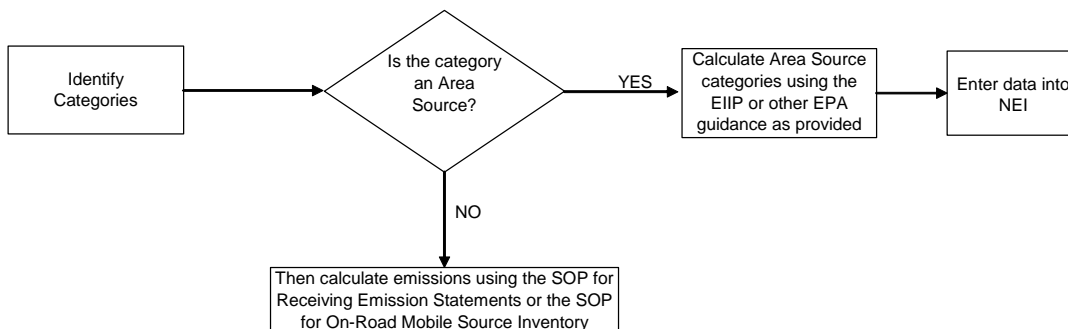 Identify
Categories
Is the category
an Area
Source?
YES
Calculate Area Source
categories using the
EIIP or other EPA
guidance as provided
Enter data into
NEI
NO
Then calculate emissions using the SOP for
Receiving Emission Statements or the SOP
for On-Road Mobile Source Inventory